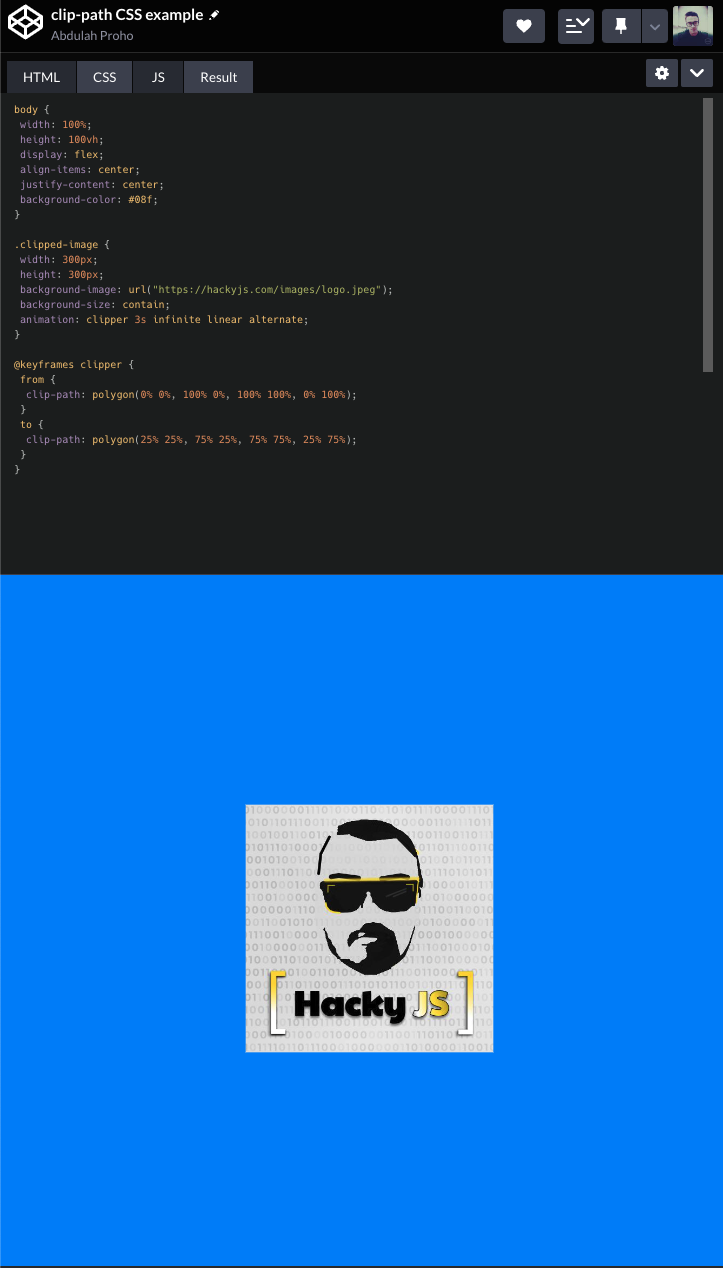 clip-path CSS example
Abdulah Proho
HTML CSS JS Result
body {
width: 100%;
height: 100vh;
display: flex;
align-items: center;
justify-content: center;
background-color: #08f;
}
.clipped-image {
width: 300px;
height: 300px;
background-image: url("https://hackyjs.com/images/logo.jpeg");
background-size: contain;
animation: clipper 3s infinite linear alternate;
}
@keyframes clipper {
from {
clip-path: polygon(0% 0%, 100% 0%, 100% 100%, 0% 100%);
}
to {
clip-path: polygon(25% 25%, 75% 25%, 75% 75%, 25% 75%);
}
}
[Hacky JS]